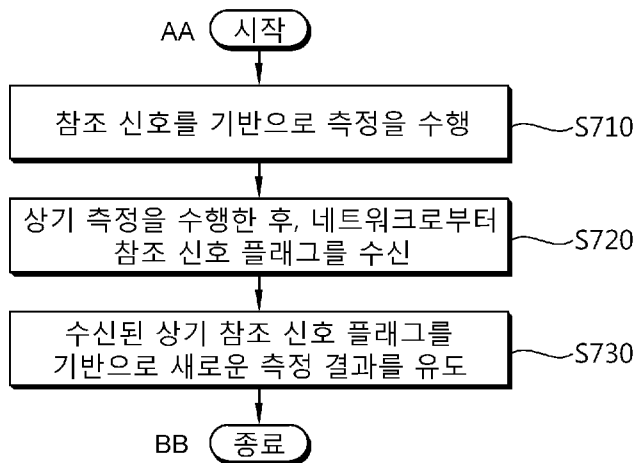 AA 시작
참조 신호를 기반으로 측정을 수행 S710
상기 측정을 수행한 후, 네트워크로부터
참조 신호 플래그를 수신 S720
수신된 상기 참조 신호 플래그를
기반으로 새로운 측정 결과를 유도 S730
BB 종료